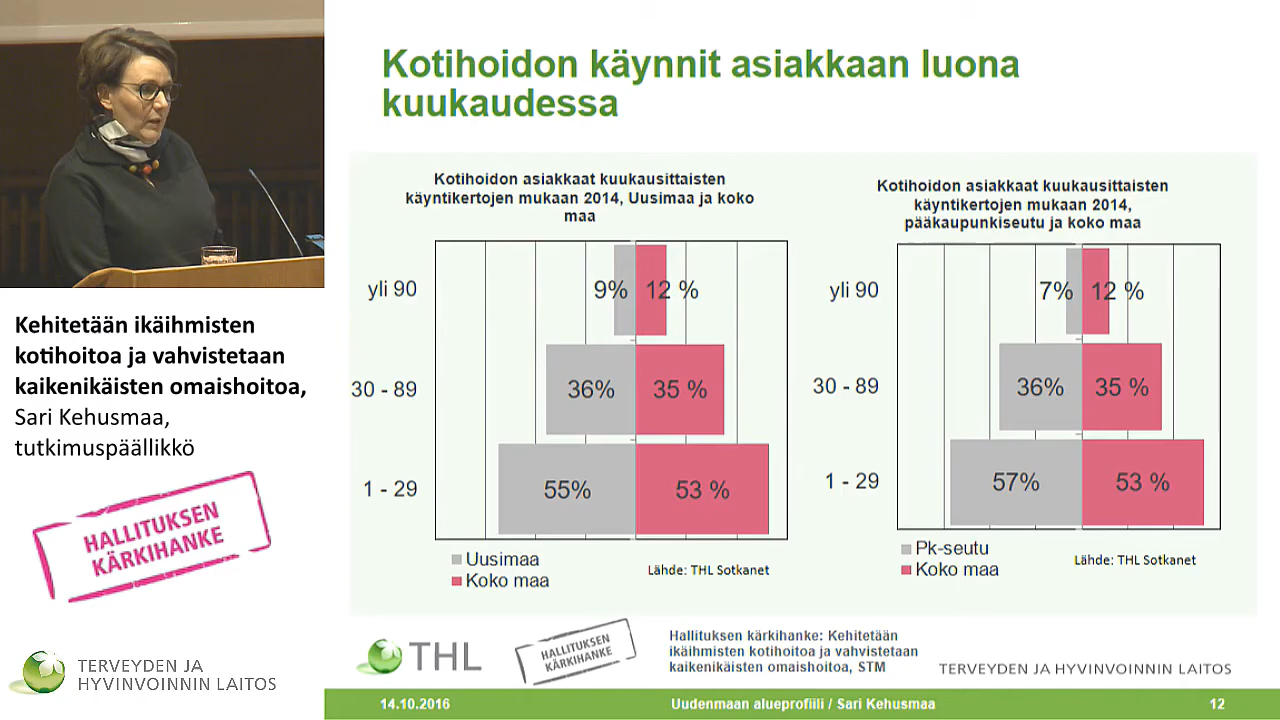 Kehitetään ikäihmisten
kotihoitoa ja vahvistetaan
kaikenikäisten omaishoitoa,
Sari Kehusmaa,
tutkimuspäällikkö
HALLITUKSEN
KÄRKIHANKE
TERVEYDEN JA
HYVINVOINNIN LAITOS
Kotihoidon käynnit asiakkaan luona
kuukaudessa
Kotihoidon asiakkaat kuukausittaisten
käyntikertojen mukaan 2014, Uusimaa ja koko
maa
yli 90
9%
12 %
30 - 89
36%
35 %
1 - 29
55%
53 %
Uusimaa
Koko maa
Lähde: THL Sotkanet
Kotihoidon asiakkaat kuukausittaisten
käyntikertojen mukaan 2014,
pääkaupunkiseutu ja koko maa
yli 90
7%
12 %
30 - 89
36%
35 %
1 - 29
57%
53 %
Pk-seutu
Koko maa
Lähde: THL Sotkanet
THL
HALLITUKSEN
KÄRKIHANKE
Hallituksen kärkihanke: Kehitetään
ikäihmisten kotihoitoa ja vahvistetaan
kaikenikäisten omaishoitoa, STM
TERVEYDEN JA HYVINVOINNIN LAITOS
14.10.2016
Uudenmaan alueprofiili / Sari Kehusmaa
12